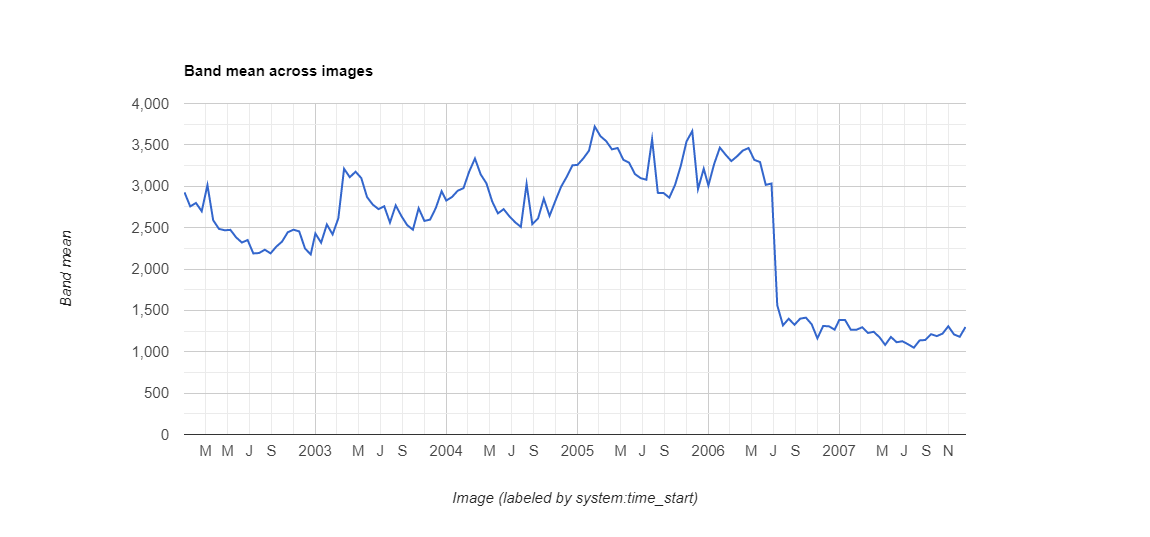 Band mean across images
4,000
3,500
3,000
2,500
2,000
1,500
1,000
500
0
Band mean
M M J S 2003 M J S 2004 M J S 2005 M J S 2006 M J S 2007 M J S N
Image (labeled by system:time_start)